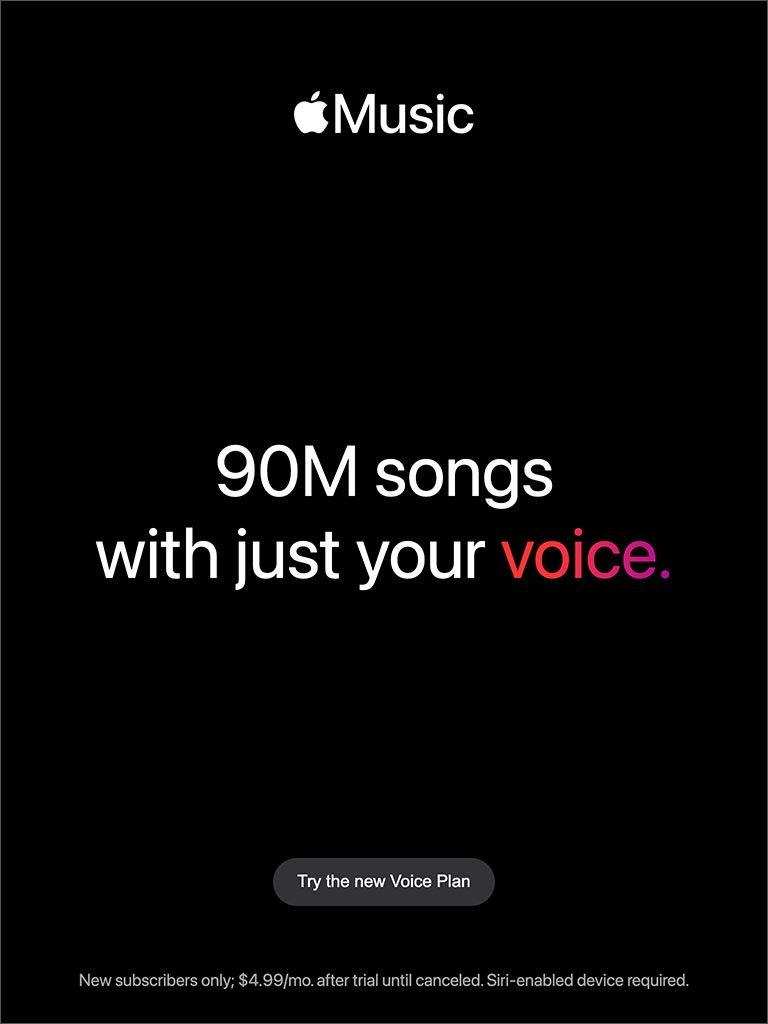 Music
90M songs
with just your voice.
Try the new Voice Plan
New subscribers only; $4.99/mo. after trial until canceled. Siri-enabled device required.